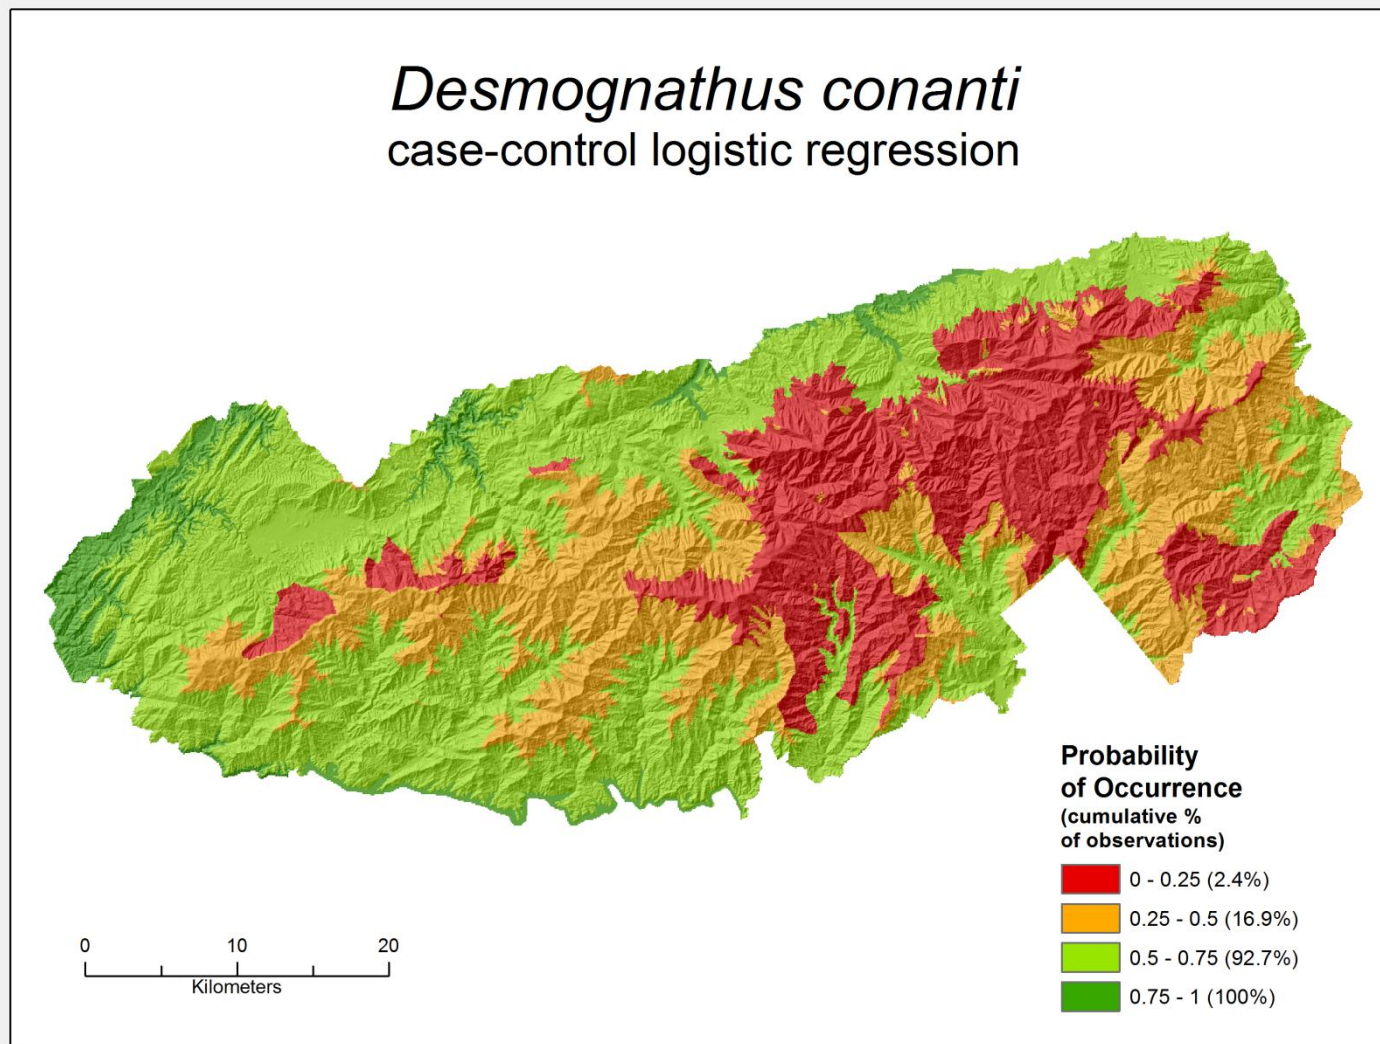 Desmognathus conanti
case-control logistic regression
Probability
of Occurrence
(cumulative %
of observations)
0 - 0.25 (2.4%)
0.25 - 0.5 (16.9%)
0.5 - 0.75 (92.7%)
0.75 - 1 (100%)
0 10 20
Kilometers